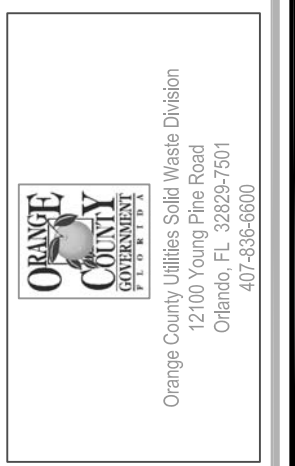 ORANGE
COUNTY
GOVERNMENT
FLORIDA
Orange County Utilities Solid Waste Division
12100 Young Pine Road
Orlando, FL 32829-7501
407-836-6600